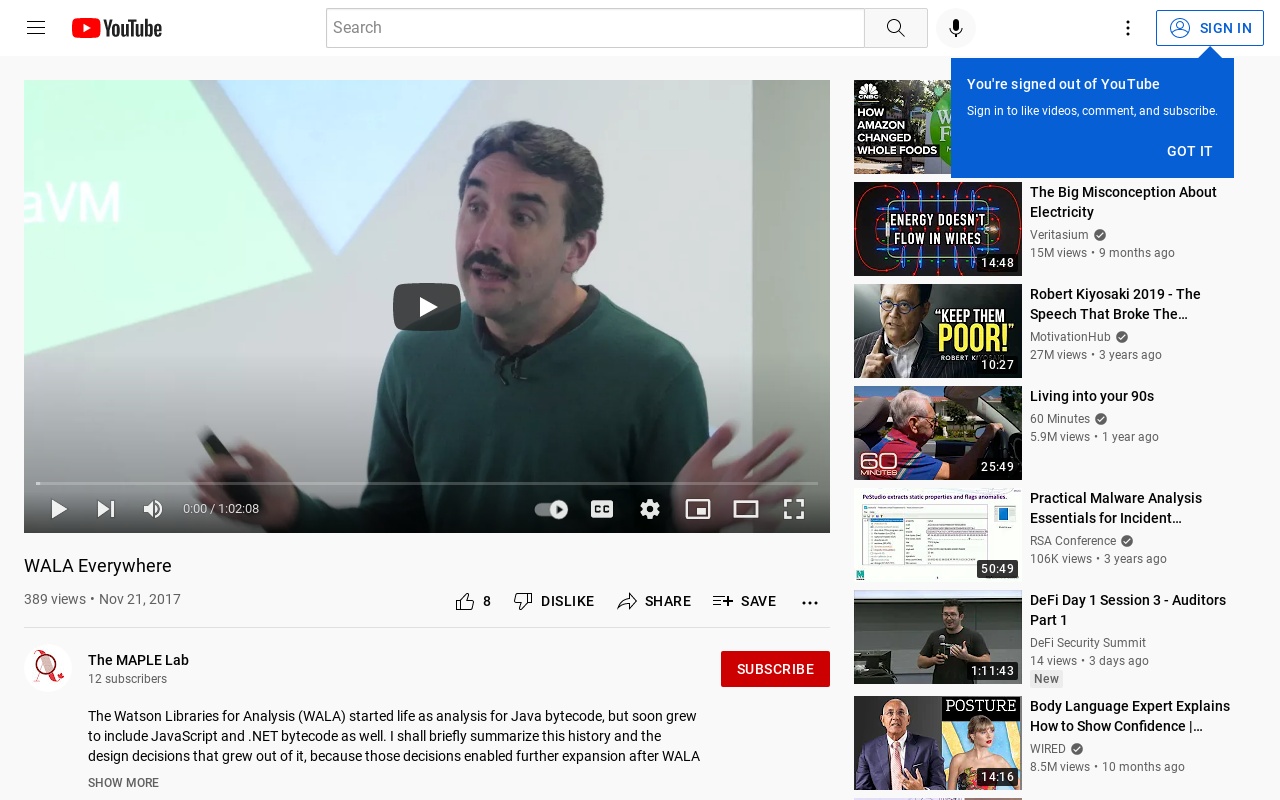 YouTube
Search
SIGN IN
You're signed out of YouTube
Sign in to like videos, comment, and subscribe.
GOT IT
aVM
0:00 / 1:02:08
CC
WALA Everywhere
389 views • Nov 21, 2017
8
DISLIKE
SHARE
SAVE
The MAPLE Lab
12 subscribers
SUBSCRIBE
The Watson Libraries for Analysis (WALA) started life as analysis for Java bytecode, but soon grew
to include JavaScript and .NET bytecode as well. I shall briefly summarize this history and the
design decisions that grew out of it, because those decisions enabled further expansion after WALA
SHOW MORE
CNBC
HOW
AMAZON
CHANGED
WHOLE FOODS
ENERGY DOESN'T
FLOW IN WIRES
14:48
The Big Misconception About
Electricity
Veritasium
15M views • 9 months ago
"KEEP THEM
POOR!"
10:27
Robert Kiyosaki 2019 - The
Speech That Broke The...
MotivationHub
27M views • 3 years ago
60
MINUTES
25:49
Living into your 90s
60 Minutes
5.9M views • 1 year ago
PeStudio extracts static properties and flags anomalies.
50:49
Practical Malware Analysis
Essentials for Incident...
RSA Conference
106K views • 3 years ago
1:11:43
DeFi Day 1 Session 3 - Auditors
Part 1
DeFi Security Summit
14 views • 3 days ago
New
POSTURE
14:16
Body Language Expert Explains
How to Show Confidence |...
WIRED
8.5M views • 10 months ago